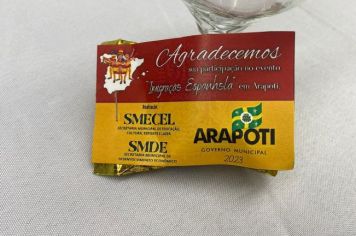 Agradecemos
sua participação no evento
"Imigração Espanhola" em Arapoti.
Realização
SMECEL
SECRETARIA MUNICIPAL DE EDUCAÇÃO,
CULTURA, ESPORTE E LAZER
SMDE
SECRETARIA MUNICIPAL DE
DESENVOLVIMENTO ECONÔMICO
ARAPOTI
GOVERNO MUNICIPAL
2023